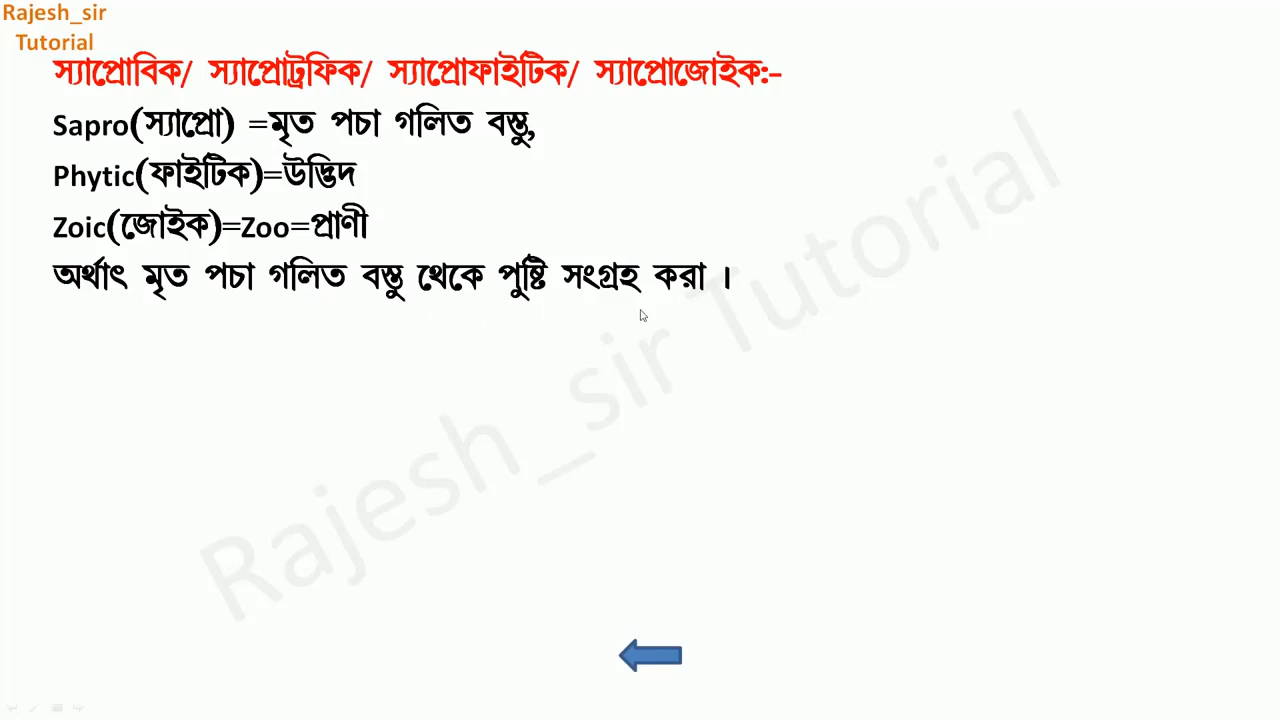 Rajesh_sir
Tutorial
স্যাপ্রোবিক/ স্যাপ্রোট্রফিক/ স্যাপ্রোফাইটিক/ স্যাপ্রোজোইক:-
Sapro(স্যাপ্রো) =মৃত পচা গলিত বস্তু,
Phytic(ফাইটিক)=উদ্ভিদ
Zoic(জোইক)=Zoo=প্রাণী
অর্থাৎ মৃত পচা গলিত বস্তু থেকে পুষ্টি সংগ্রহ করা ।
Rajesh_sir Tutorial